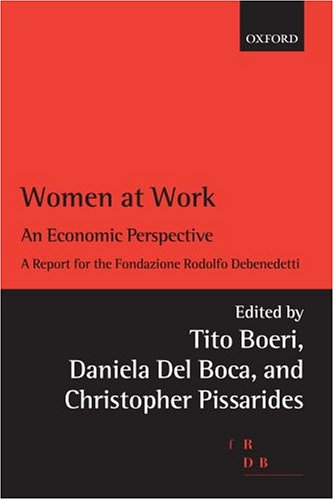 OXFORD
Women at Work
An Economic Perspective
A Report for the Fondazione Rodolfo Debenedetti
Edited by
Tito Boeri,
Daniela Del Boca, and
Christopher Pissarides
f R
D B